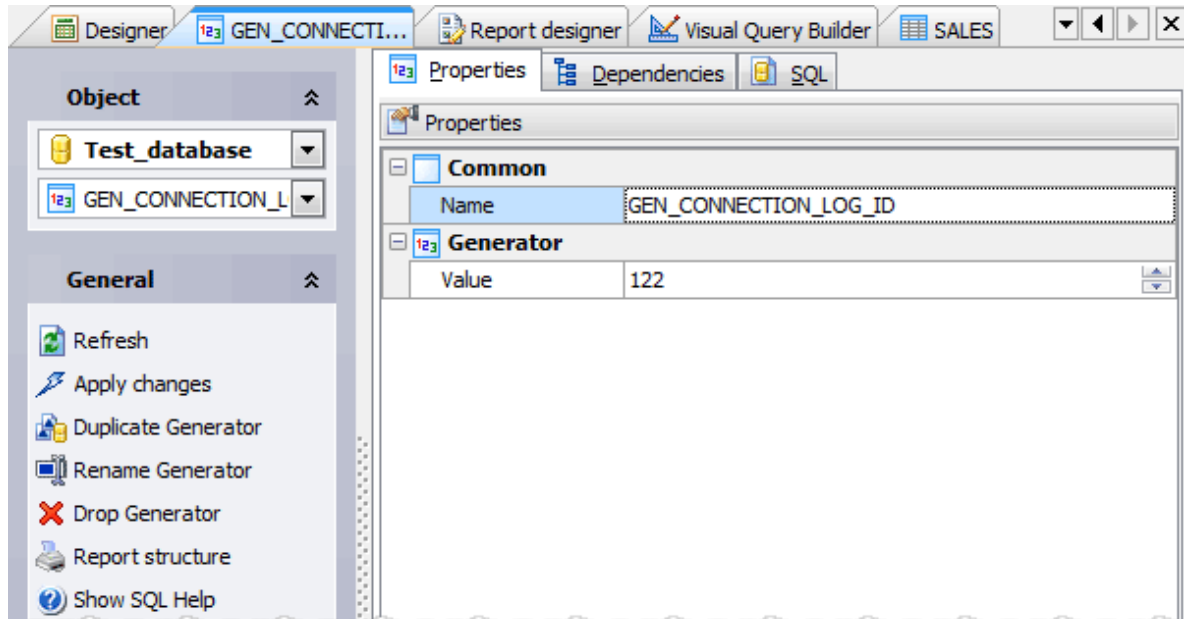 Designer GEN_CONNECTI... Report designer Visual Query Builder SALES
Properties Dependencies SQL
Object
Properties
Test_database
Common
GEN_CONNECTION_L
Name GEN_CONNECTION_LOG_ID
Generator
General
Value 122
Refresh
Apply changes
Duplicate Generator
Rename Generator
Drop Generator
Report structure
Show SQL Help